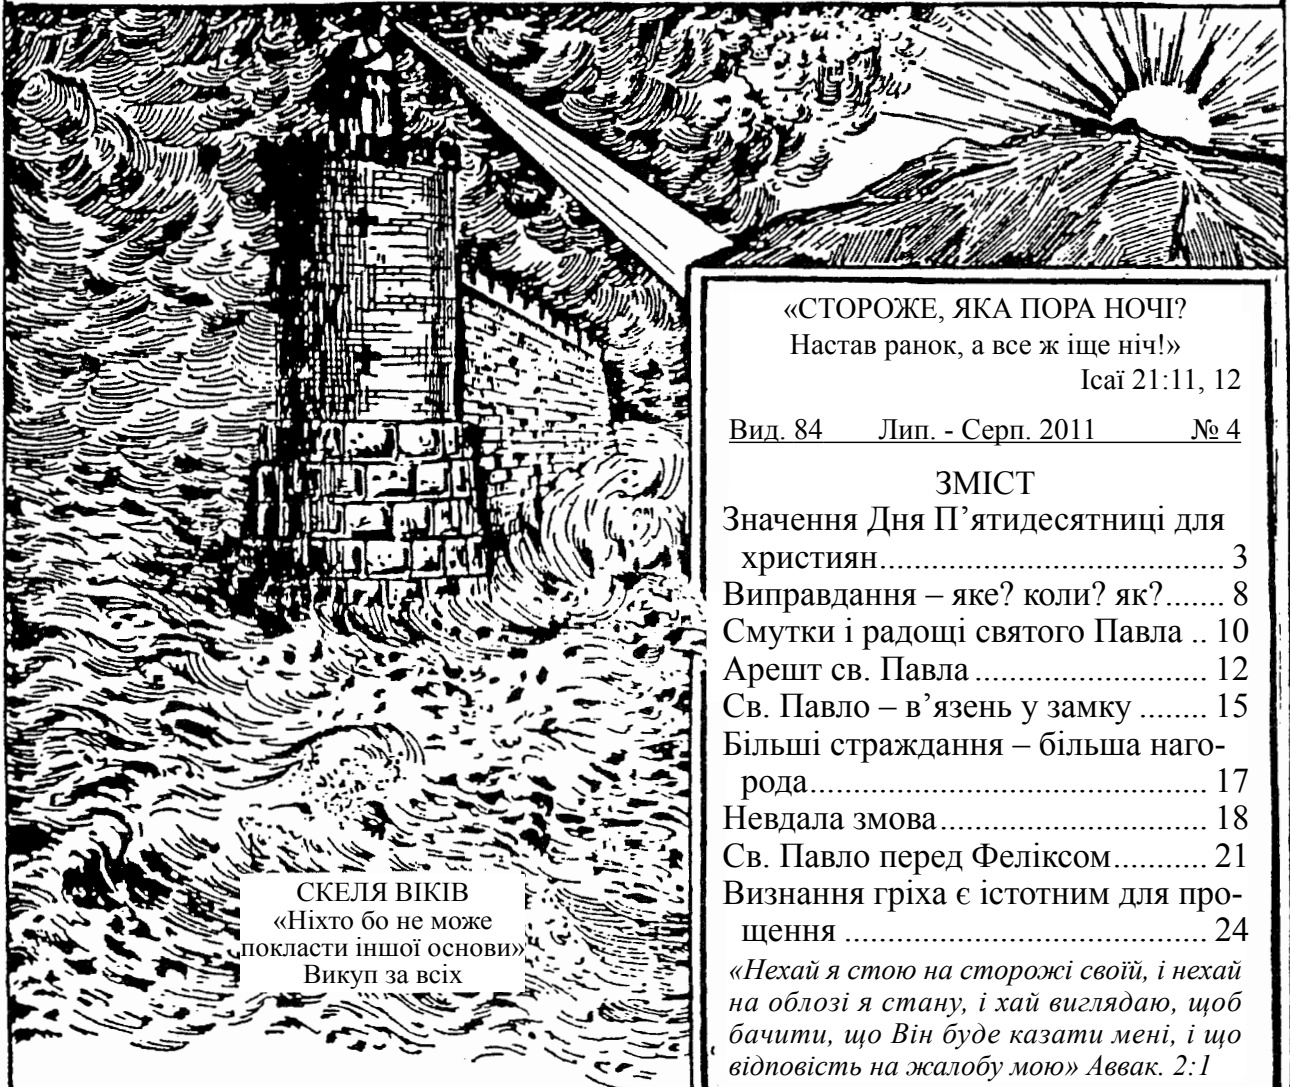 «СТОРОЖЕ, ЯКА ПОРА НОЧІ?
Настав ранок, а все ж іще ніч!»
Ісаї 21:11, 12
Вид. 84 Лип. - Серп. 2011 № 4
ЗМІСТ
Значення Дня П’ятидесятниці для
християн.......................................... 3
Виправдання – яке? коли? як?....... 8
Смутки і радощі святого Павла .. 10
Арешт св. Павла .......................... 12
Св. Павло – в’язень у замку ........ 15
Більші страждання – більша наго-
рода............................................. 17
Невдала змова.............................. 18
Св. Павло перед Феліксом........... 21
Визнання гріха є істотним для про-
щення ......................................... 24
«Нехай я стою на сторожі своїй, і нехай
на облозі я стану, і хай виглядаю, щоб
бачити, що Він буде казати мені, і що
відповість на жалобу мою» Аввак. 2:1
СКЕЛЯ ВІКІВ
«Ніхто бо не може
покласти іншої основи»
Викуп за всіх